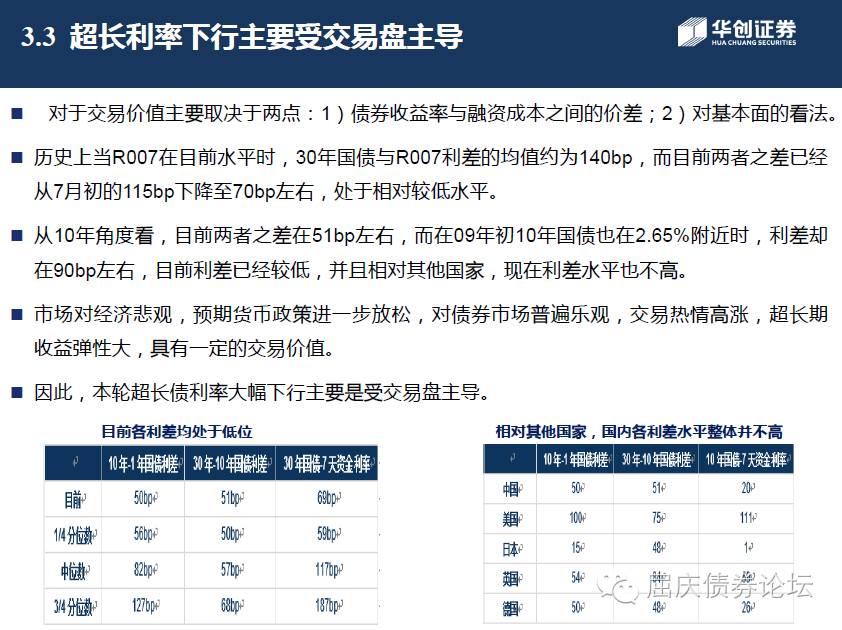 3.3 超长利率下行主要受交易盘主导
华创证券
HUA CHUANG SECURITIES
对于交易价值主要取决于两点：1）债券收益率与融资成本之间的价差；2）对基本面的看法。
历史上当R007在目前水平时，30年国债与R007利差的均值约为140bp，而目前两者之差已经
从7月初的115bp下降至70bp左右，处于相对较低水平。
从10年角度看，目前两者之差在51bp左右，而在09年初10年国债也在2.65%附近时，利差却
在90bp左右，目前利差已经较低，并且相对其他国家，现在利差水平也不高。
市场对经济悲观，预期货币政策进一步放松，对债券市场普遍乐观，交易热情高涨，超长期
收益弹性大，具有一定的交易价值。
因此，本轮超长债利率大幅下行主要是受交易盘主导。
目前各利差均处于低位
10年-1年国债利差 30年-10年国债利差 30年国债-7天资金利率
目前 50bp 51bp 69bp
1/4分位数 56bp 50bp 59bp
中位数 82bp 57bp 117bp
3/4分位数 127bp 68bp 187bp
相对其他国家，国内各利差水平整体并不高
10年-1年国债利差 30年-10年国债利差 10年国债-7天资金利率
中国 50 51 20
美国 100 75 111
日本 15 48 1
英国 54
德国 50 48 26
屈庆债券论坛